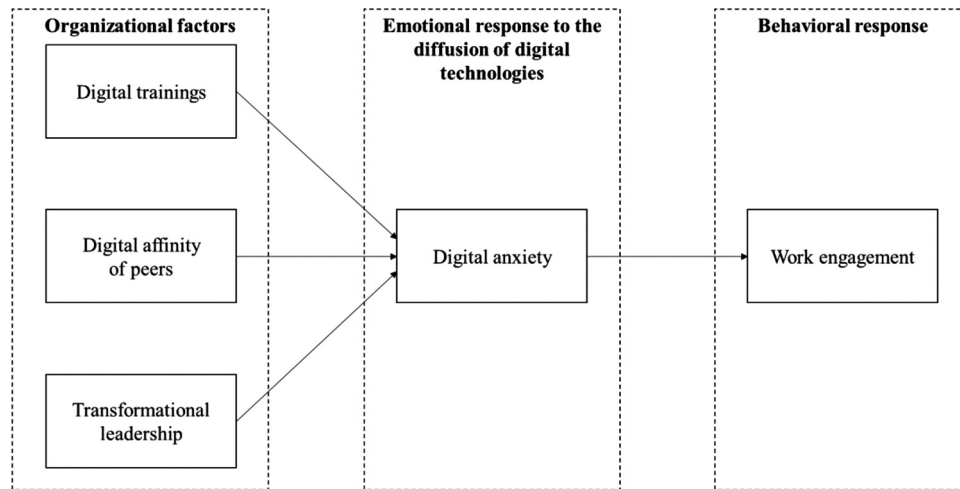 Organizational factors
Digital trainings
Digital affinity
of peers
Transformational
leadership
Emotional response to the
diffusion of digital
technologies
Digital anxiety
Behavioral response
Work engagement